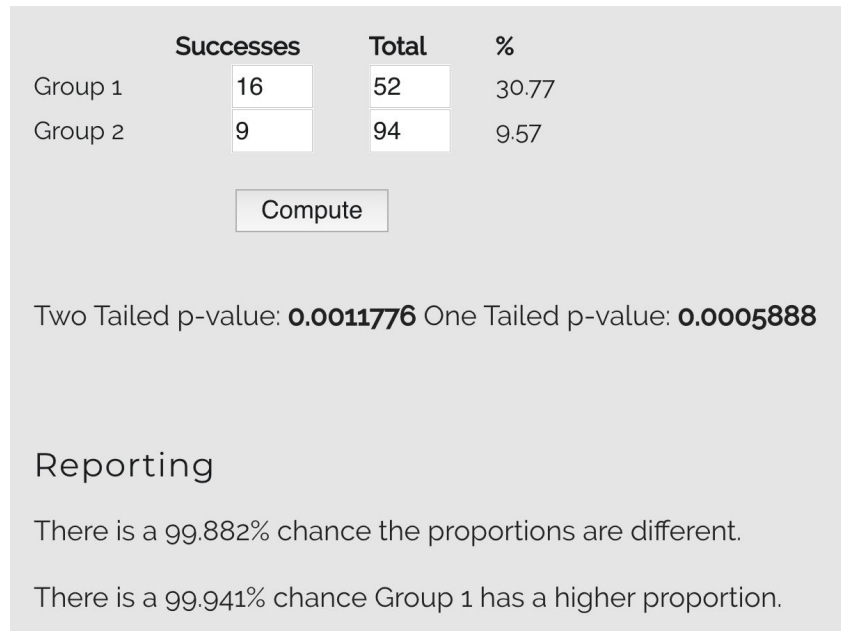 Successes Total %
Group 1 16 52 30.77
Group 2 9 94 9.57
Compute
Two Tailed p-value: 0.0011776 One Tailed p-value: 0.0005888
Reporting
There is a 99.882% chance the proportions are different.
There is a 99.941% chance Group 1 has a higher proportion.